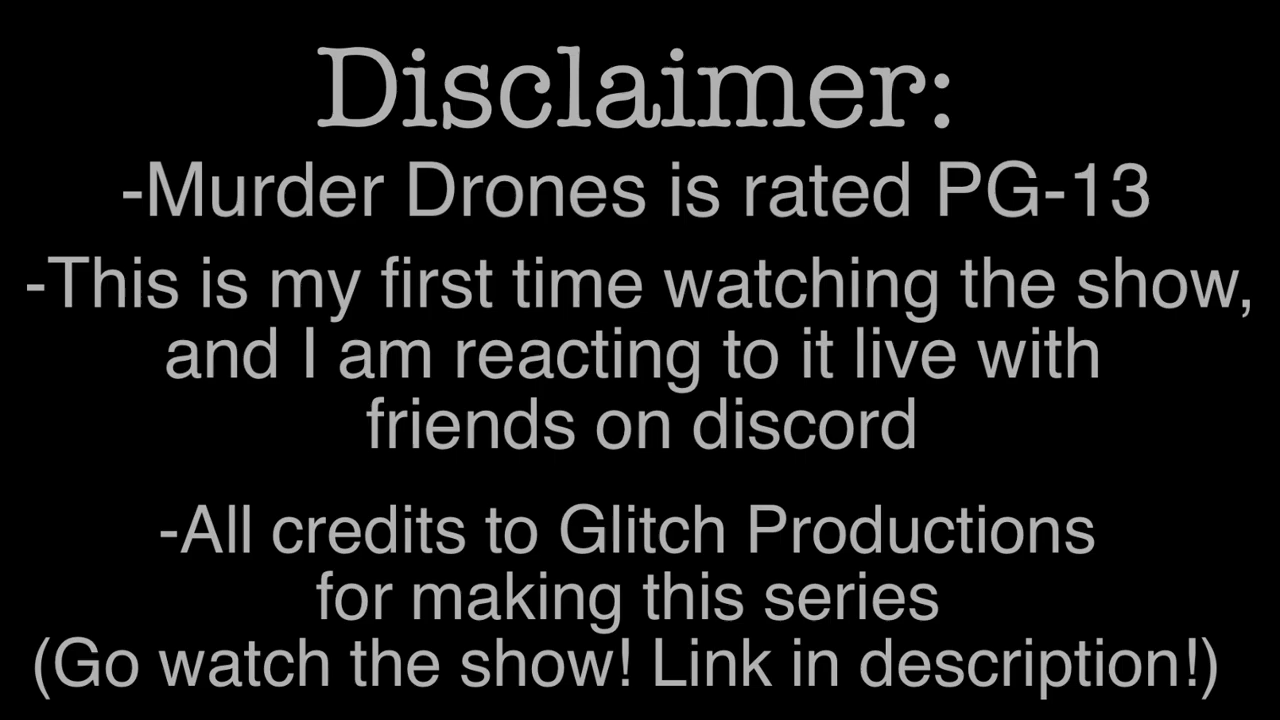 Disclaimer:
-Murder Drones is rated PG-13
-This is my first time watching the show,
and I am reacting to it live with
friends on discord
-All credits to Glitch Productions
for making this series
(Go watch the show! Link in description!)